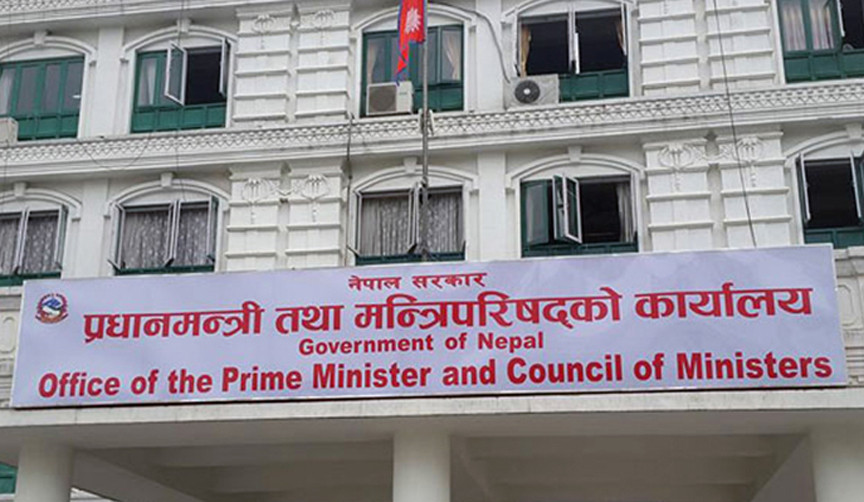 नेपाल सरकार
प्रधानमन्त्री तथा मन्त्रिपरिषद्को कार्यालय
Government of Nepal
Office of the Prime Minister and Council of Ministers